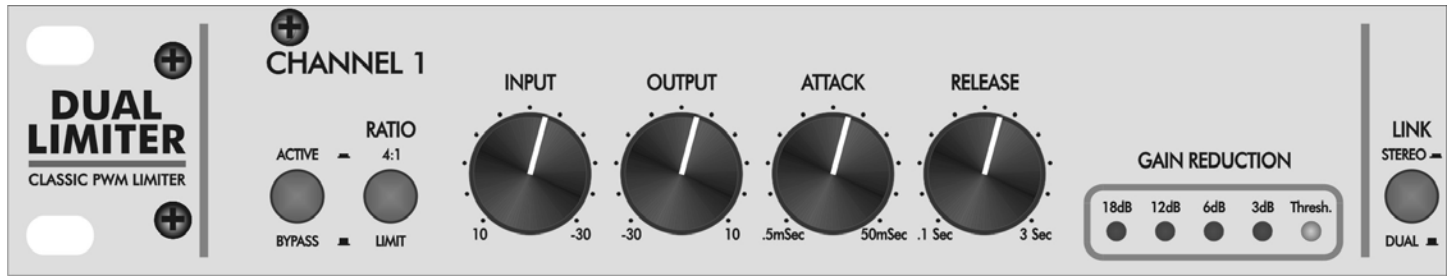 DUAL
LIMITER
CLASSIC PWM LIMITER
CHANNEL 1
ACTIVE
BYPASS
RATIO
4:1
LIMIT
INPUT
10 -30
OUTPUT
-30 10
ATTACK
.5mSec 50mSec
RELEASE
.1 Sec 3 Sec
GAIN REDUCTION
18dB 12dB 6dB 3dB Thresh.
LINK
STEREO
DUAL